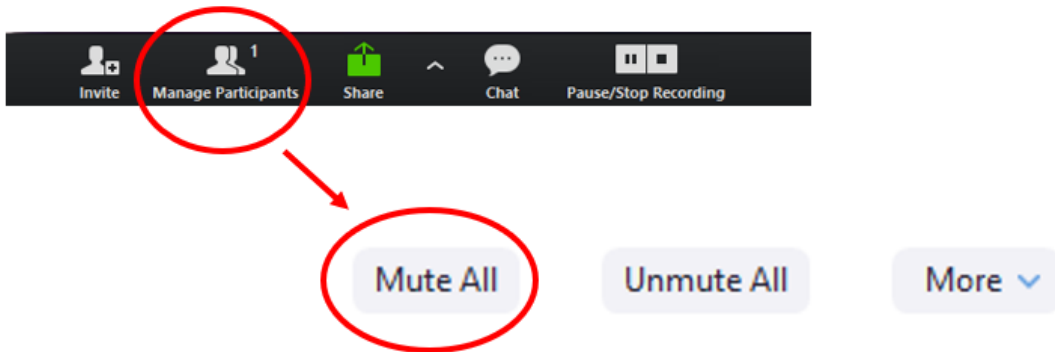 1
Invite Manage Participants Share Chat Pause/Stop Recording
Mute All Unmute All More